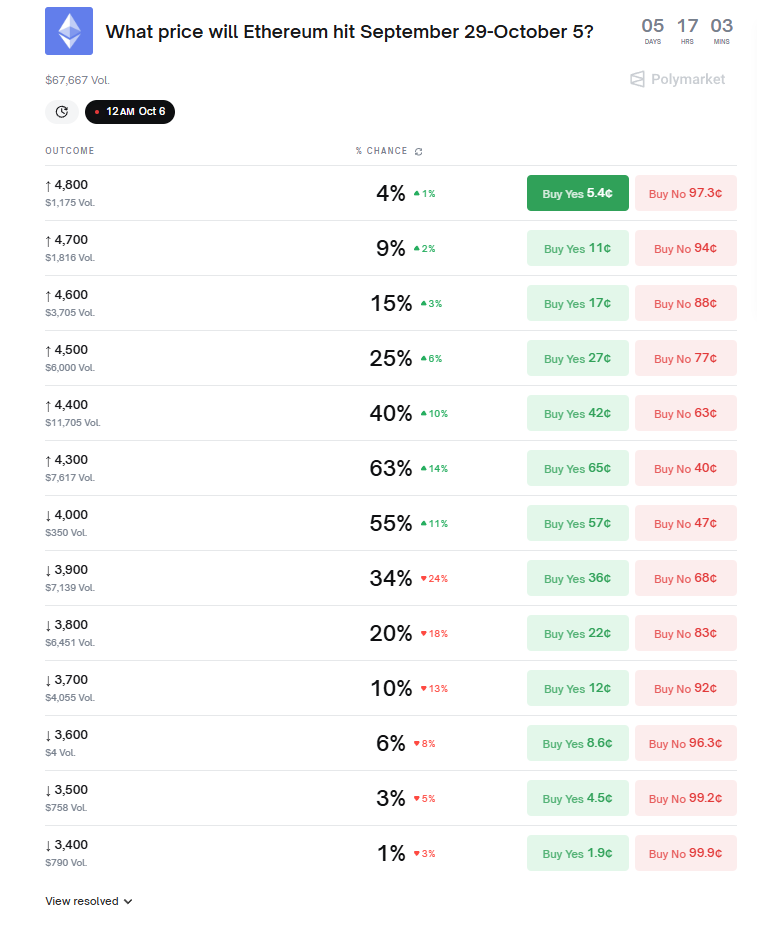 What price will Ethereum hit September 29-October 5?
05 17 03
DAYS HRS MINS
$67,667 Vol.
Polymarket
12 AM Oct 6
OUTCOME % CHANCE
↑ 4,800
$1,175 Vol.
4% 1% Buy Yes 5.4¢ Buy No 97.3¢
↑ 4,700
$1,816 Vol.
9% 2% Buy Yes 11¢ Buy No 94¢
↑ 4,600
$3,705 Vol.
15% 3% Buy Yes 17¢ Buy No 88¢
↑ 4,500
$6,000 Vol.
25% 6% Buy Yes 27¢ Buy No 77¢
↑ 4,400
$11,705 Vol.
40% 10% Buy Yes 42¢ Buy No 63¢
↑ 4,300
$7,617 Vol.
63% 14% Buy Yes 65¢ Buy No 40¢
↓ 4,000
$350 Vol.
55% 11% Buy Yes 57¢ Buy No 47¢
↓ 3,900
$7,139 Vol.
34% 24% Buy Yes 36¢ Buy No 68¢
↓ 3,800
$6,451 Vol.
20% 18% Buy Yes 22¢ Buy No 83¢
↓ 3,700
$4,055 Vol.
10% 13% Buy Yes 12¢ Buy No 92¢
↓ 3,600
$4 Vol.
6% 8% Buy Yes 8.6¢ Buy No 96.3¢
↓ 3,500
$758 Vol.
3% 5% Buy Yes 4.5¢ Buy No 99.2¢
↓ 3,400
$790 Vol.
1% 3% Buy Yes 1.9¢ Buy No 99.9¢
View resolved